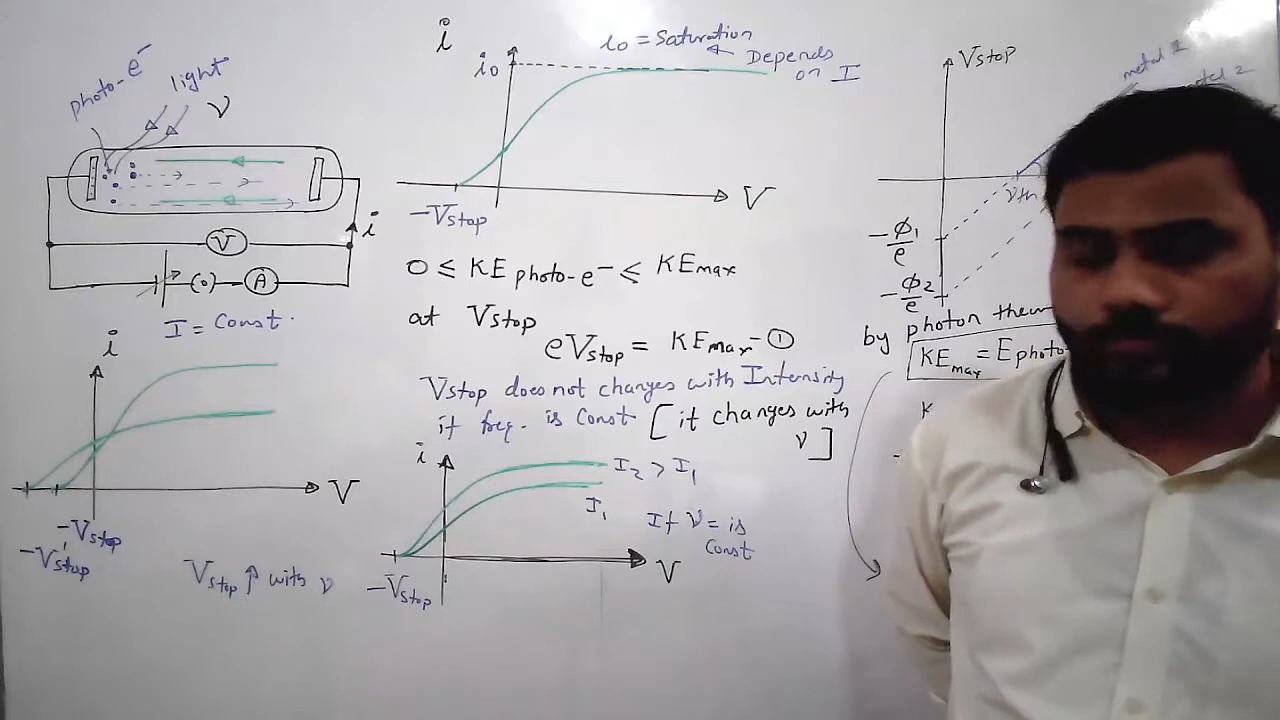 photo-e⁻
light
ν
V
i
A
I = Const.
i
V
-Vstop
-V'stop
Vstop ↑ with ν
i
i₀
i₀ = Saturation
Depends
on I
V
-Vstop
0 ≤ KE photo-e⁻ ≤ KEmax
at Vstop
eVstop = KEmax -①
Vstop does not changes with Intensity
if freq. is Const [it changes with
ν]
i
I₂ > I₁
I₁
If ν = is
Const
V
-Vstop
Vstop
metal 1
metal 2
νth
-ϕ₁/e
-ϕ₂/e
by photon
KEmax = Ephoto
K